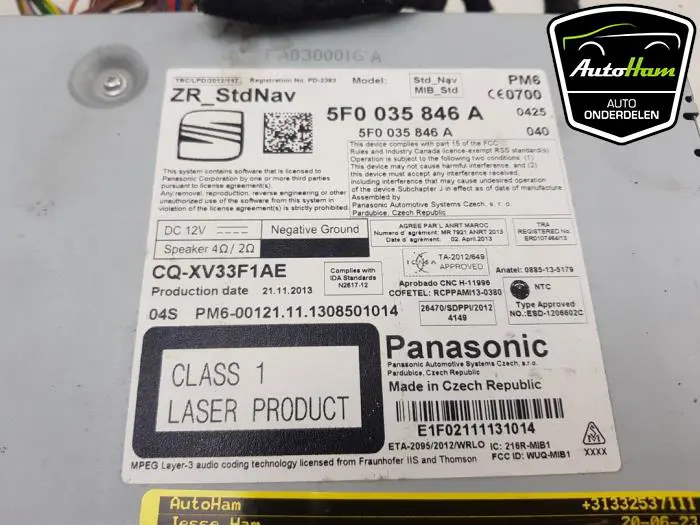 AutoHam
AUTO
ONDERDELEN
A0300016 A
TRC/LPD/2012/117
Registration No. PD-2383
Model:
Std_Nav
MIB_Std
PM6
CE0700
ZR_StdNav
5F0 035 846 A
0425
5F0 035 846 A
040
This system contains software that is licensed to
Panasonic Corporation by one or more third parties
pursuant to license agreements.
Any removal, reproduction, reverse engineering or other
unauthorized use of the software from this system in
violation of the license agreements is strictly prohibited.
This device complies with part 15 of the FCC
Rules and Industry Canada license-exempt RSS standard(s)
Operation is subject to the following two conditions: (1)
This device may not cause harmful interference, and (2)
this device must accept any interference received,
including interference that may cause undesired operation
of the device.Subchapter J in effect as of date of manufacture.
Assembled by
Panasonic Automotive Systems Czech, s.r.o.
Pardubice, Czech Republic
DC 12V
Negative Ground
Speaker 4Ω / 2Ω
AGREE PAR'L ANRT MAROC
Numero d'agrément: MR 7921 ANRT 2013
Date d'agrément: 02. April.2013
TRA
REGISTERED No.
ER0107464/13
TA-2012/649
APPROVED
Anatel: 0885-13-5179
CQ-XV33F1AE
Production date 21.11.2013
Complies with
IDA Standards
N2617-12
Aprobado CNC H-11996
COFETEL: RCPPAMI13-0380
NTC
Type Approved
No.:ESD-1206602C
04S PM6-00121.11.1308501014
26470/SDPPI/2012
4149
CLASS 1
LASER PRODUCT
Panasonic
Panasonic Automotive Systems Czech, s.r.o.
Pardubice, Czech Republic
Made in Czech Republic
E1F02111131014
XXXX
ETA-2095/2012/WRLO IC: 216R-MIB1
FCC ID: WUQ-MIB1
MPEG Layer-3 audio coding technology licensed from Fraunhofer IIS and Thomson
AutoHam
Jesse Ham